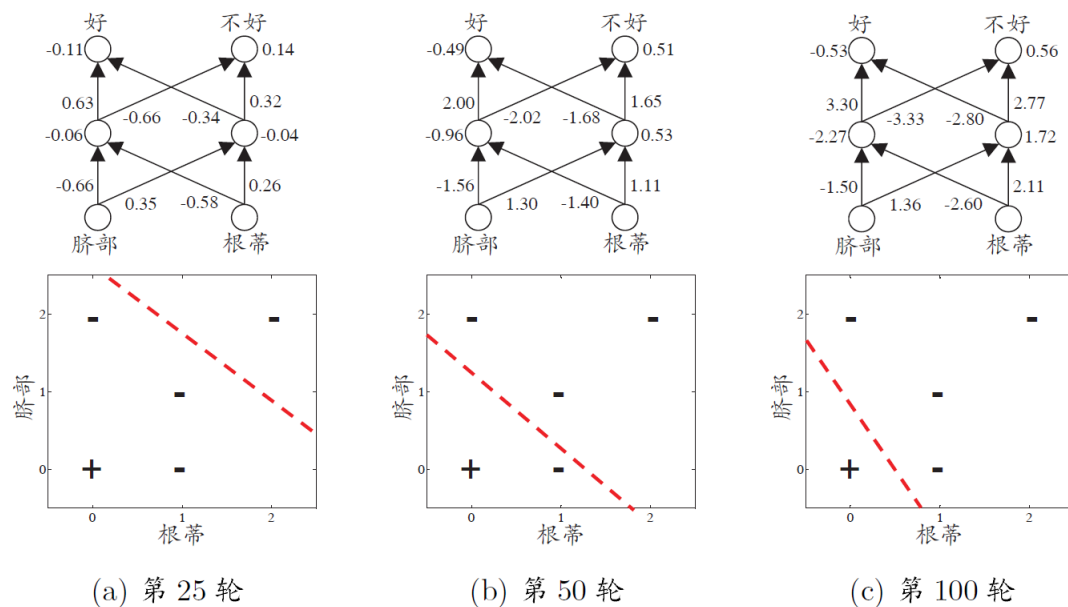 好 不好
-0.11 0.14
0.63 -0.66 -0.34 0.32
-0.06 -0.04
-0.66 0.35 -0.58 0.26
脐部 根蒂
2
1
0
脐部
0 1 2
根蒂
(a) 第 25 轮
好 不好
-0.49 0.51
2.00 -2.02 -1.68 1.65
-0.96 0.53
-1.56 1.30 -1.40 1.11
脐部 根蒂
2
1
0
脐部
0 1 2
根蒂
(b) 第 50 轮
好 不好
-0.53 0.56
3.30 -3.33 -2.80 2.77
-2.27 1.72
-1.50 1.36 -2.60 2.11
脐部 根蒂
2
1
0
脐部
0 1 2
根蒂
(c) 第 100 轮